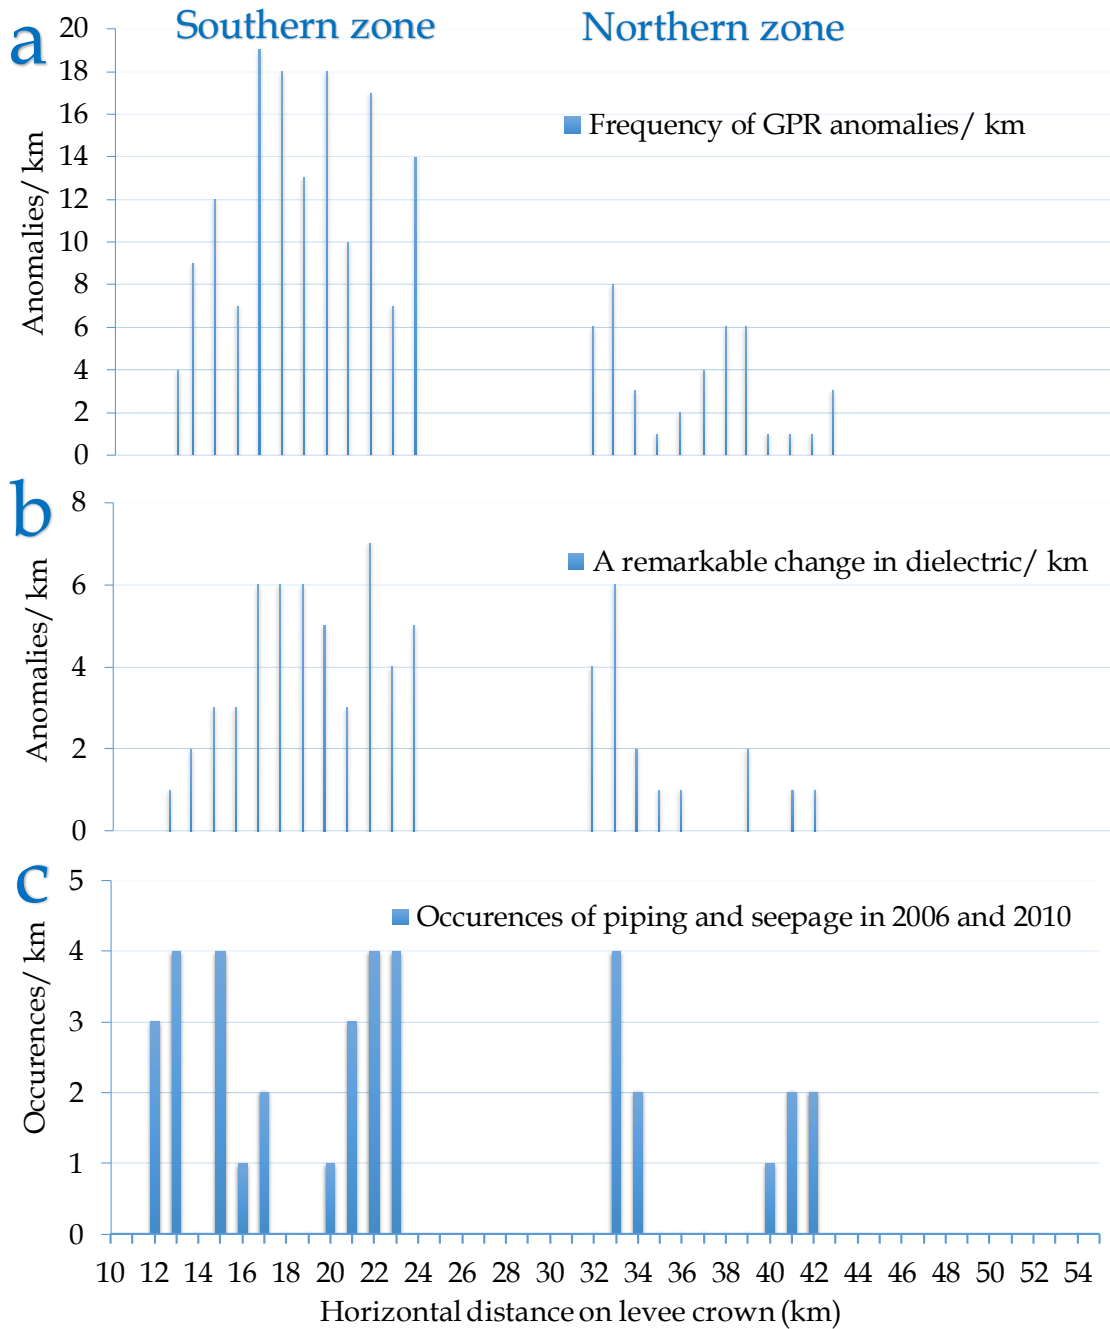 a
Southern zone
Northern zone
20
18
16
14
12
10
8
6
4
2
0
Anomalies/ km
Frequency of GPR anomalies/ km
b
8
6
4
2
0
Anomalies/ km
A remarkable change in dielectric/ km
c
5
4
3
2
1
0
Occurences/ km
Occurences of piping and seepage in 2006 and 2010
10 12 14 16 18 20 22 24 26 28 30 32 34 36 38 40 42 44 46 48 50 52 54
Horizontal distance on levee crown (km)